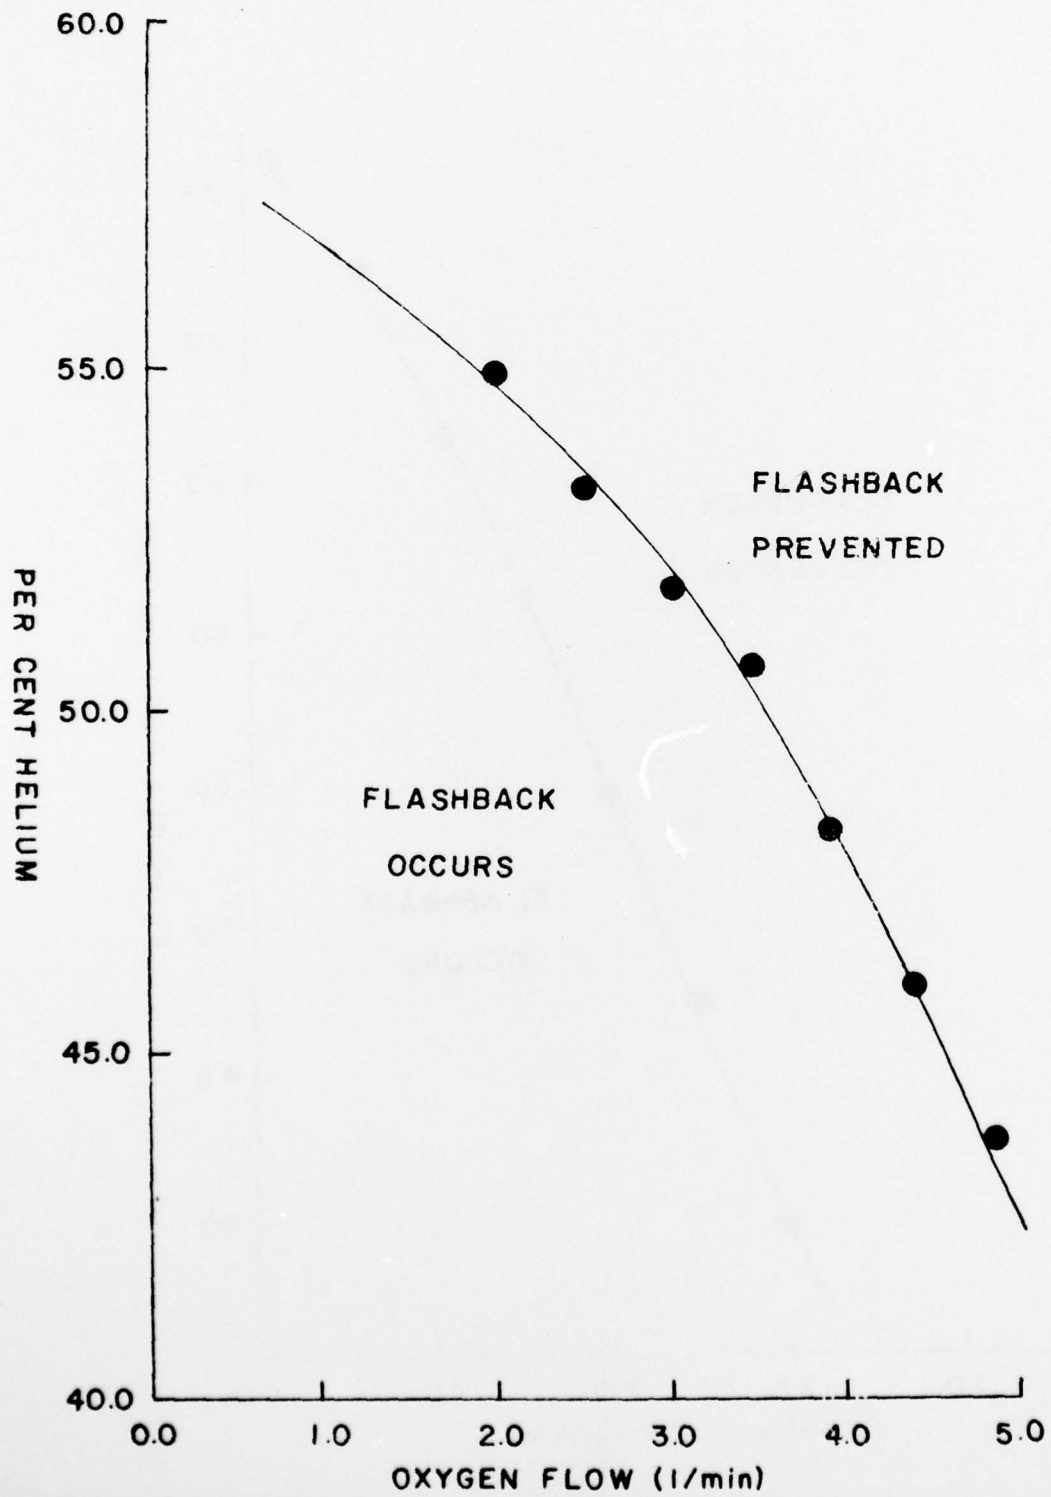 60.0
55.0
50.0
45.0
40.0
PER CENT HELIUM
FLASHBACK
PREVENTED
FLASHBACK
OCCURS
0.0 1.0 2.0 3.0 4.0 5.0
OXYGEN FLOW (l/min)